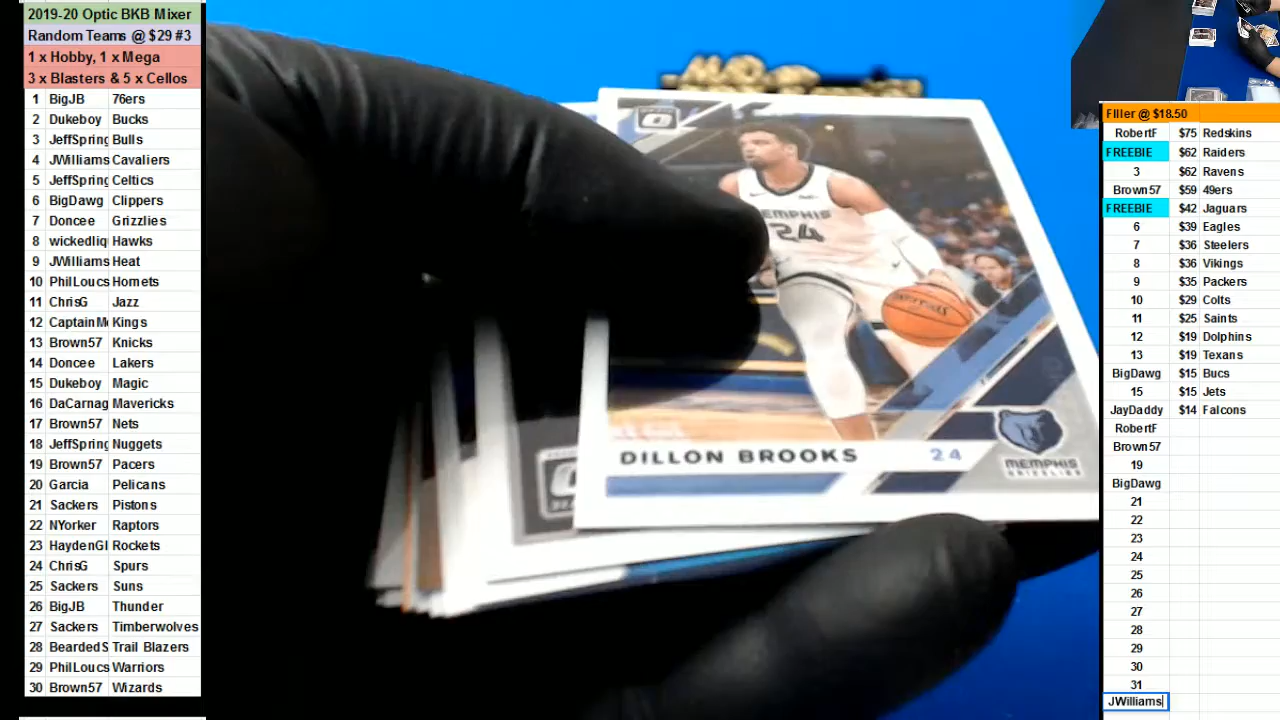 2019-20 Optic BKB Mixer
Random Teams @ $29 #3
1 x Hobby, 1 x Mega
3 x Blasters & 5 x Cellos
1 BigJB 76ers
2 Dukeboy Bucks
3 JeffSpring Bulls
4 JWilliams Cavaliers
5 JeffSpring Celtics
6 BigDawg Clippers
7 Doncee Grizzlies
8 wickedliq Hawks
9 JWilliams Heat
10 PhilLoucs Hornets
11 ChrisG Jazz
12 CaptainMo Kings
13 Brown57 Knicks
14 Doncee Lakers
15 Dukeboy Magic
16 DaCarnag Mavericks
17 Brown57 Nets
18 JeffSpring Nuggets
19 Brown57 Pacers
20 Garcia Pelicans
21 Sackers Pistons
22 NYorker Raptors
23 HaydenGl Rockets
24 ChrisG Spurs
25 Sackers Suns
26 BigJB Thunder
27 Sackers Timberwolves
28 BeardedS Trail Blazers
29 PhilLoucs Warriors
30 Brown57 Wizards
MEMPHIS
24
DILLON BROOKS 24
MEMPHIS
GRIZZLIES
FIller @ $18.50
RobertF $75 Redskins
FREEBIE $62 Raiders
3 $62 Ravens
Brown57 $59 49ers
FREEBIE $42 Jaguars
6 $39 Eagles
7 $36 Steelers
8 $36 Vikings
9 $35 Packers
10 $29 Colts
11 $25 Saints
12 $19 Dolphins
13 $19 Texans
BigDawg $15 Bucs
15 $15 Jets
JayDaddy $14 Falcons
RobertF
Brown57
19
BigDawg
21
22
23
24
25
26
27
28
29
30
31
JWilliams